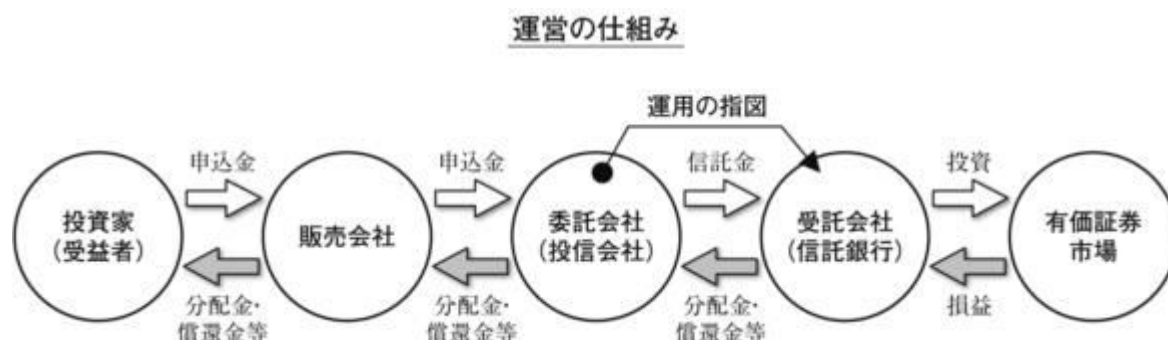 運営の仕組み
運用の指図
申込金
申込金
信託金
投資
投資家
(受益者)
販売会社
委託会社
(投信会社)
受託会社
(信託銀行)
有価証券
市場
分配金・
償還金等
分配金・
償還金等
分配金・
償還金等
損益